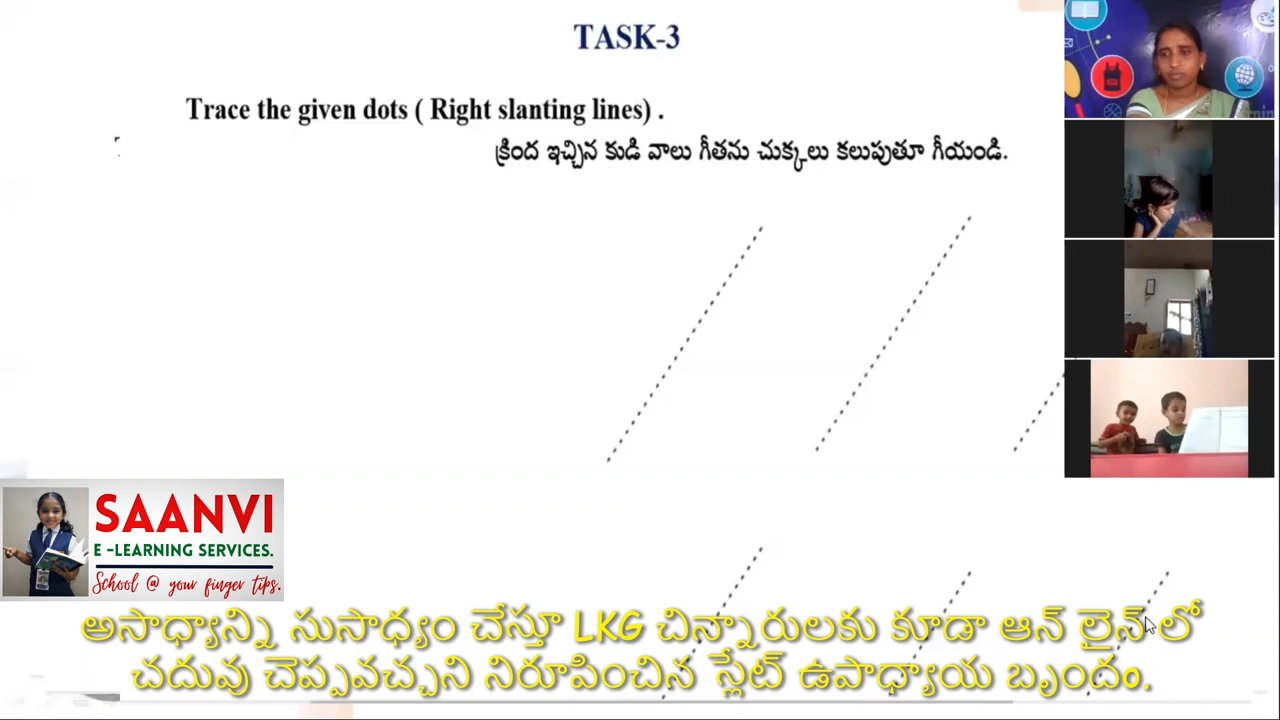 TASK-3
Trace the given dots ( Right slanting lines) .
క్రింద ఇచ్చిన కుడి వాలు గీతను చుక్కలు కలుపుతూ గీయండి.
SAANVI
E -LEARNING SERVICES.
School @ your finger tips.
అసాధ్యాన్ని సుసాధ్యం చేస్తూ LKG చిన్నారులకు కూడా ఆన్ లైన్ లో
చదువు చెప్పవచ్చని నిరూపించిన స్లేట్ ఉపాధ్యాయ బృందం.